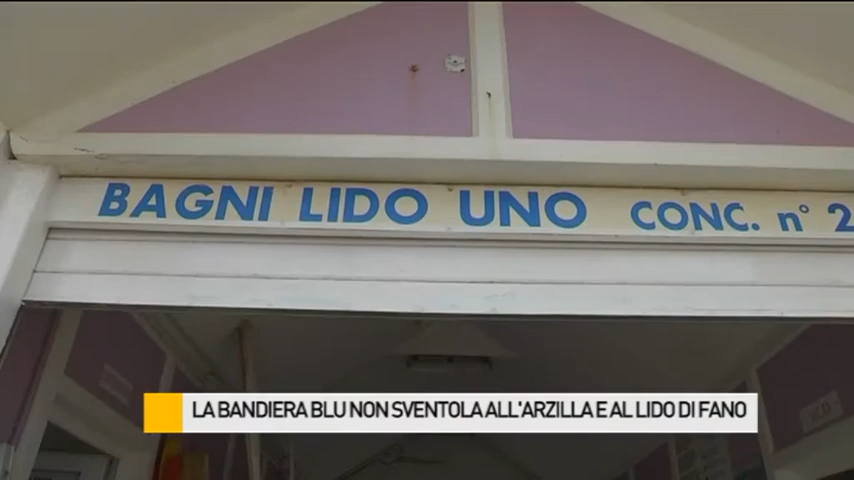 BAGNI LIDO UNO CONC. n° 2
LA BANDIERA BLU NON SVENTOLA ALL'ARZILLA E AL LIDO DI FANO